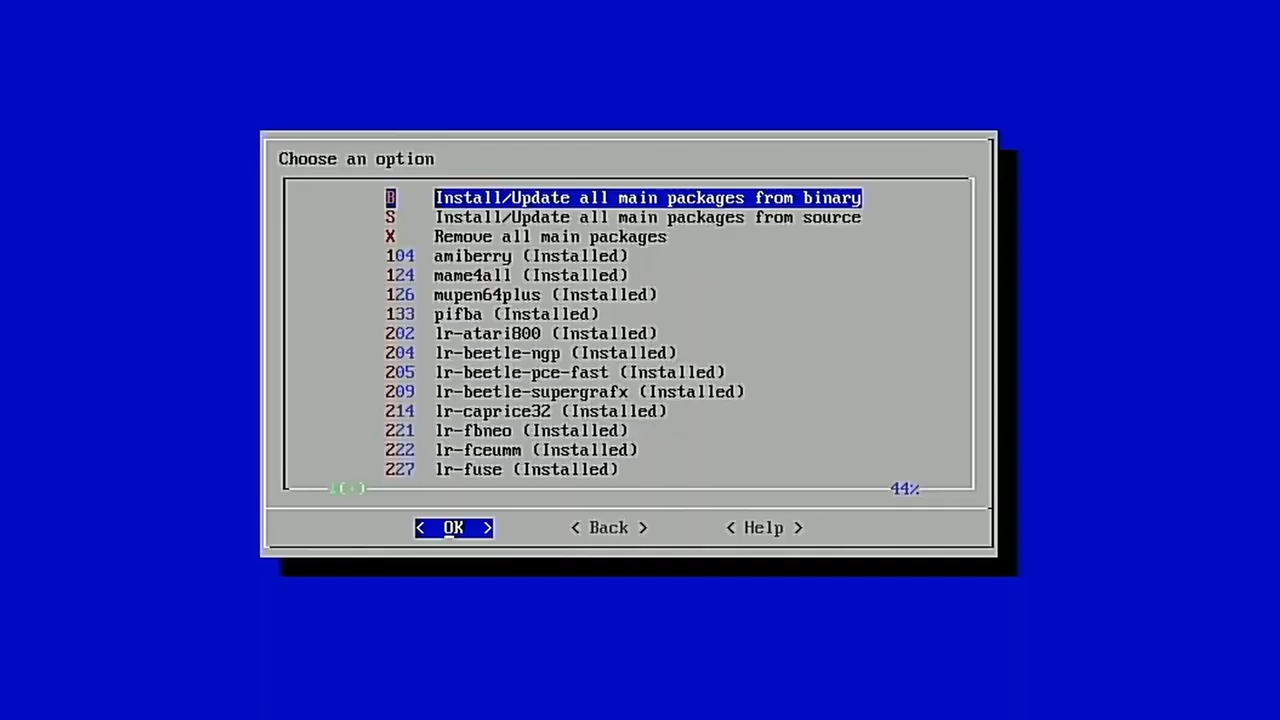 Choose an option
B Install/Update all main packages from binary
S Install/Update all main packages from source
X Remove all main packages
104 amiberry (Installed)
124 mame4all (Installed)
126 mupen64plus (Installed)
133 pifba (Installed)
202 lr-atari800 (Installed)
204 lr-beetle-ngp (Installed)
205 lr-beetle-pce-fast (Installed)
209 lr-beetle-supergrafx (Installed)
214 lr-caprice32 (Installed)
221 lr-fbneo (Installed)
222 lr-fceumm (Installed)
227 lr-fuse (Installed)
↓(+) 44%
< OK > < Back > < Help >